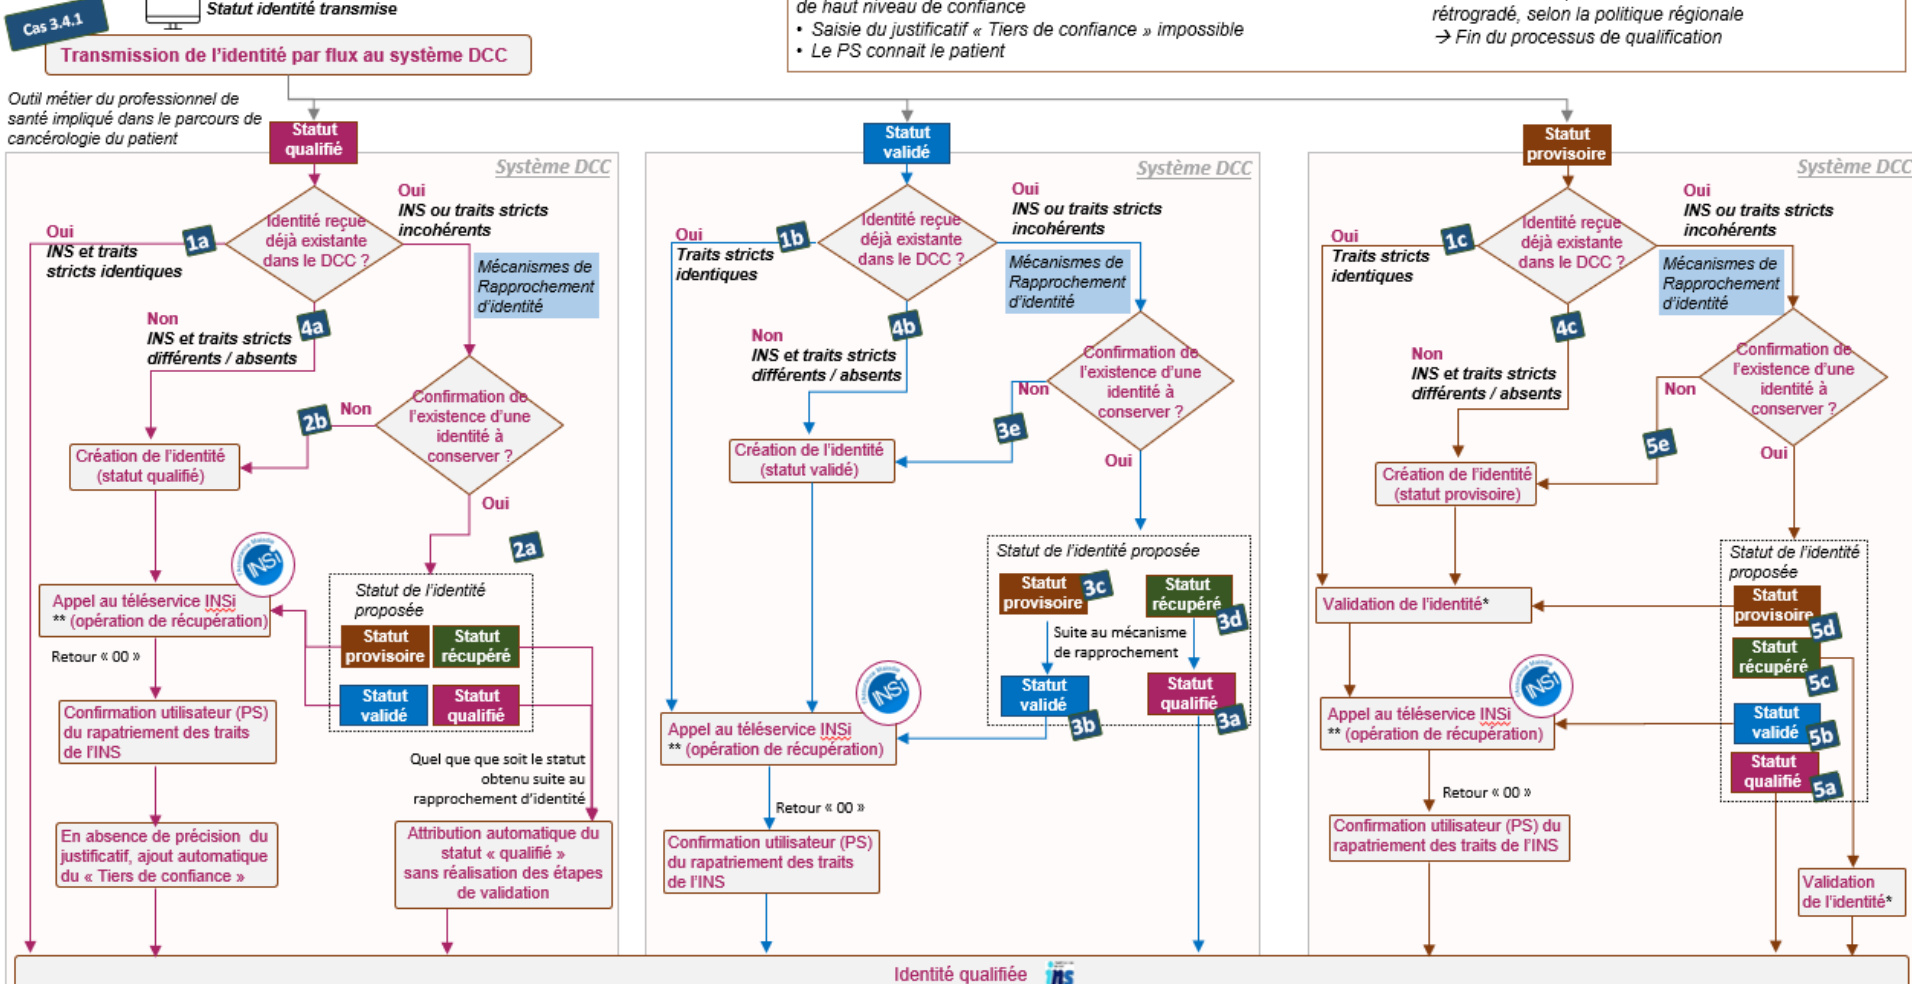 Cas 3.4.1
Statut identité transmise
Transmission de l'identité par flux au système DCC
de haut niveau de confiance
• Saisie du justificatif « Tiers de confiance » impossible
• Le PS connait le patient
rétrogradé, selon la politique régionale
→ Fin du processus de qualification
Outil métier du professionnel de
santé impliqué dans le parcours de
cancérologie du patient
Statut
qualifié
Système DCC
Identité reçue
déjà existante
dans le DCC ?
Oui
INS et traits
stricts identiques
1a
Oui
INS ou traits stricts
incohérents
Mécanismes de
Rapprochement
d'identité
Non
INS et traits stricts
différents / absents
4a
Confirmation de
l'existence d'une
identité à
conserver ?
Non
2b
Oui
2a
Création de l'identité
(statut qualifié)
INSi
Appel au téléservice INSi
** (opération de récupération)
Retour « 00 »
Statut de l'identité
proposée
Statut
provisoire
Statut
récupéré
Statut
validé
Statut
qualifié
Confirmation utilisateur (PS)
du rapatriement des traits
de l'INS
Quel que que soit le statut
obtenu suite au
rapprochement d'identité
En absence de précision du
justificatif, ajout automatique
du « Tiers de confiance »
Attribution automatique du
statut « qualifié »
sans réalisation des étapes
de validation
Statut
validé
Système DCC
Identité reçue
déjà existante
dans le DCC ?
Oui
Traits stricts
identiques
1b
Oui
INS ou traits stricts
incohérents
Mécanismes de
Rapprochement
d'identité
Non
INS et traits stricts
différents / absents
4b
Confirmation de
l'existence d'une
identité à
conserver ?
Non
3e
Oui
Création de l'identité
(statut validé)
Statut de l'identité proposée
Statut
provisoire
3c
Statut
récupéré
3d
Suite au mécanisme
de rapprochement
Statut
validé
3b
Statut
qualifié
3a
INSi
Appel au téléservice INSi
** (opération de récupération)
Retour « 00 »
Confirmation utilisateur (PS)
du rapatriement des traits
de l'INS
Statut
provisoire
Système DCC
Identité reçue
déjà existante
dans le DCC ?
Oui
Traits stricts
identiques
1c
Oui
INS ou traits stricts
incohérents
Mécanismes de
Rapprochement
d'identité
Non
INS et traits stricts
différents / absents
4c
Confirmation de
l'existence d'une
identité à
conserver ?
Non
5e
Oui
Création de l'identité
(statut provisoire)
Statut de l'identité
proposée
Statut
provisoire
5d
Statut
récupéré
5c
Statut
validé
5b
Statut
qualifié
5a
Validation de l'identité*
INSi
Appel au téléservice INSi
** (opération de récupération)
Retour « 00 »
Confirmation utilisateur (PS) du
rapatriement des traits de l'INS
Validation
de l'identité*
Identité qualifiée
ins